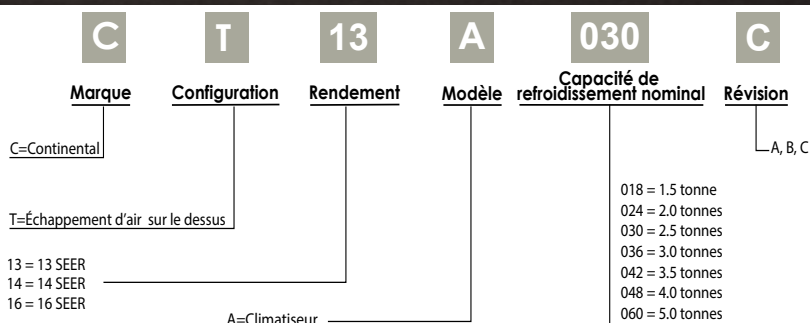 C T 13 A 030 C
Marque Configuration Rendement Modèle Capacité de refroidissement nominal Révision
C=Continental
A, B, C
T=Échappement d'air sur le dessus
018 = 1.5 tonne
024 = 2.0 tonnes
030 = 2.5 tonnes
036 = 3.0 tonnes
042 = 3.5 tonnes
048 = 4.0 tonnes
060 = 5.0 tonnes
13 = 13 SEER
14 = 14 SEER
16 = 16 SEER
A=Climatiseur